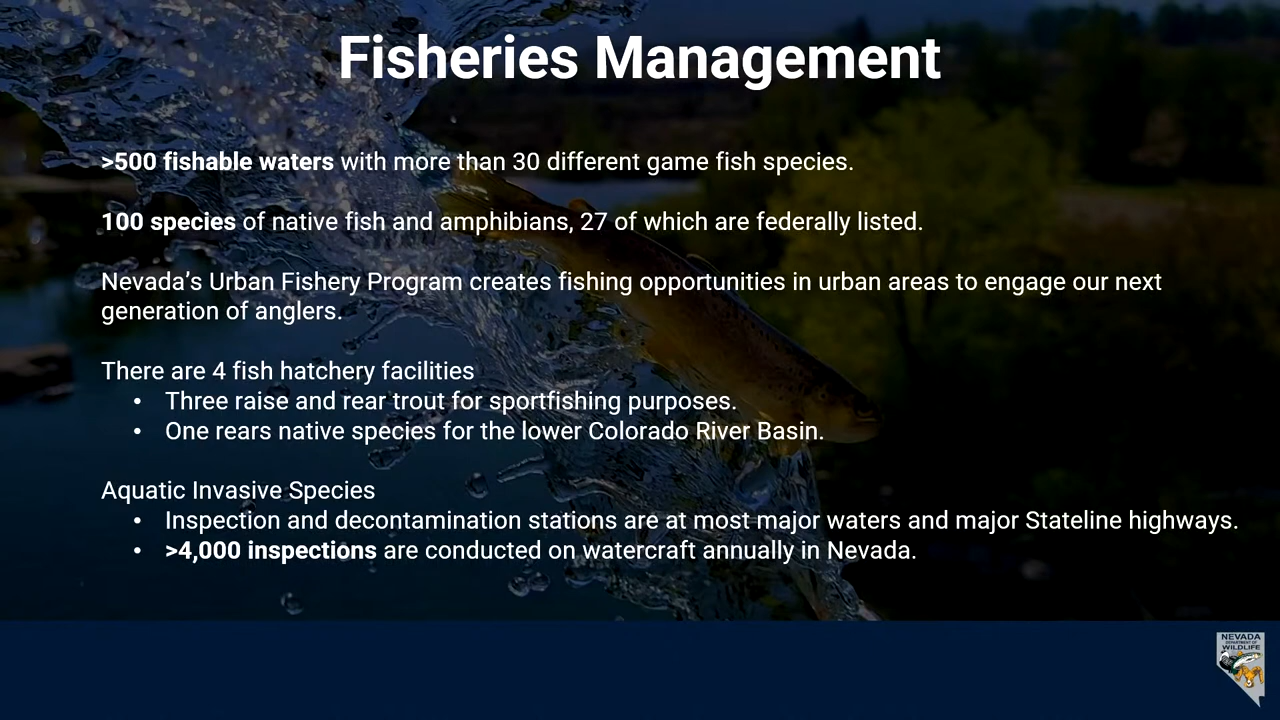 Fisheries Management
>500 fishable waters with more than 30 different game fish species.
100 species of native fish and amphibians, 27 of which are federally listed.
Nevada’s Urban Fishery Program creates fishing opportunities in urban areas to engage our next
generation of anglers.
There are 4 fish hatchery facilities
• Three raise and rear trout for sportfishing purposes.
• One rears native species for the lower Colorado River Basin.
Aquatic Invasive Species
• Inspection and decontamination stations are at most major waters and major Stateline highways.
• >4,000 inspections are conducted on watercraft annually in Nevada.
NEVADA
DEPARTMENT OF
WILDLIFE